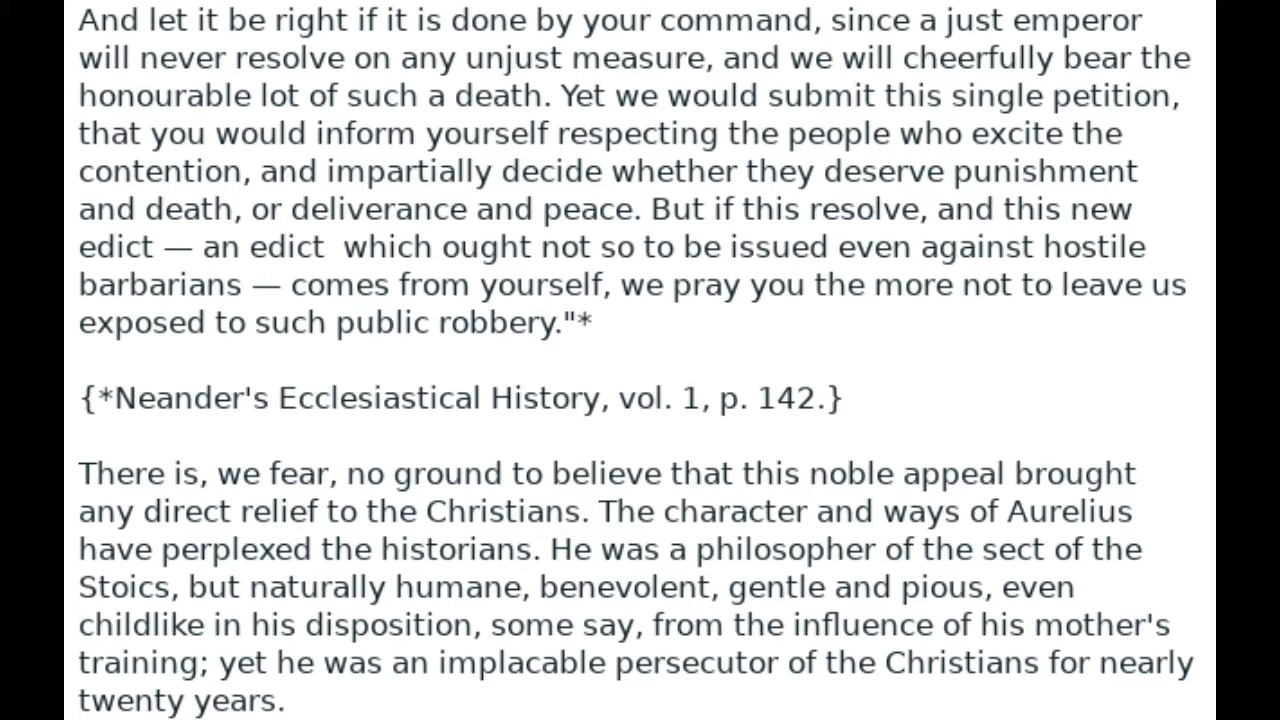 And let it be right if it is done by your command, since a just emperor
will never resolve on any unjust measure, and we will cheerfully bear the
honourable lot of such a death. Yet we would submit this single petition,
that you would inform yourself respecting the people who excite the
contention, and impartially decide whether they deserve punishment
and death, or deliverance and peace. But if this resolve, and this new
edict — an edict  which ought not so to be issued even against hostile
barbarians — comes from yourself, we pray you the more not to leave us
exposed to such public robbery."*
{*Neander's Ecclesiastical History, vol. 1, p. 142.}
There is, we fear, no ground to believe that this noble appeal brought
any direct relief to the Christians. The character and ways of Aurelius
have perplexed the historians. He was a philosopher of the sect of the
Stoics, but naturally humane, benevolent, gentle and pious, even
childlike in his disposition, some say, from the influence of his mother's
training; yet he was an implacable persecutor of the Christians for nearly
twenty years.